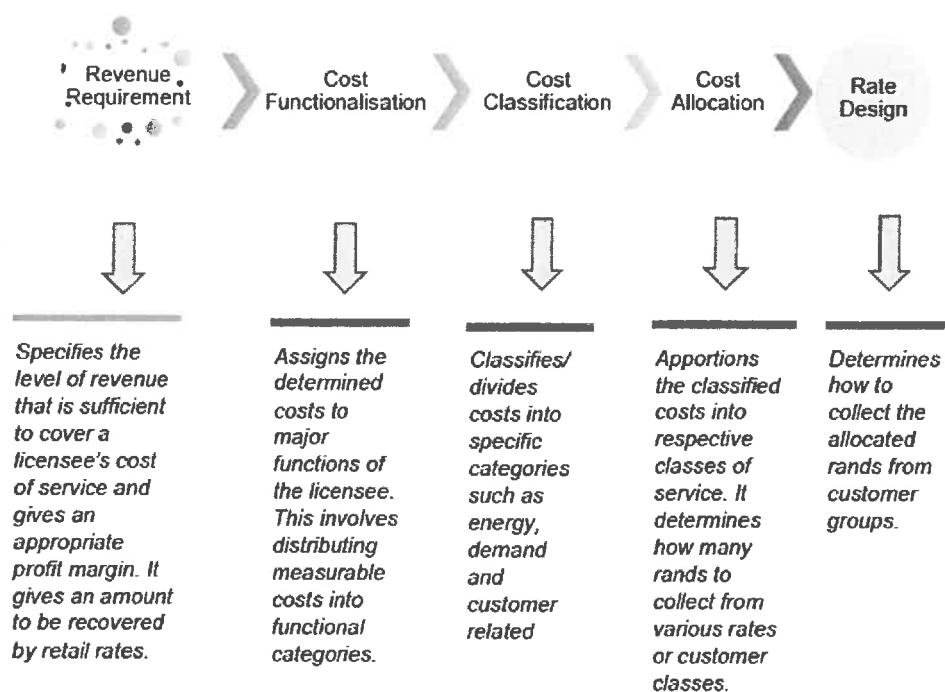 Revenue
Requirement
Cost
Functionalisation
Cost
Classification
Cost
Allocation
Rate
Design
Specifies the
level of revenue
that is sufficient
to cover a
licensee's cost
of service and
gives an
appropriate
profit margin. It
gives an amount
to be recovered
by retail rates.
Assigns the
determined
costs to
major
functions of
the licensee.
This involves
distributing
measurable
costs into
functional
categories.
Classifies/
divides
costs into
specific
categories
such as
energy,
demand
and
customer
related
Apportions
the classified
costs into
respective
classes of
service. It
determines
how many
rands to
collect from
various rates
or customer
classes.
Determines
how to
collect the
allocated
rands from
customer
groups.